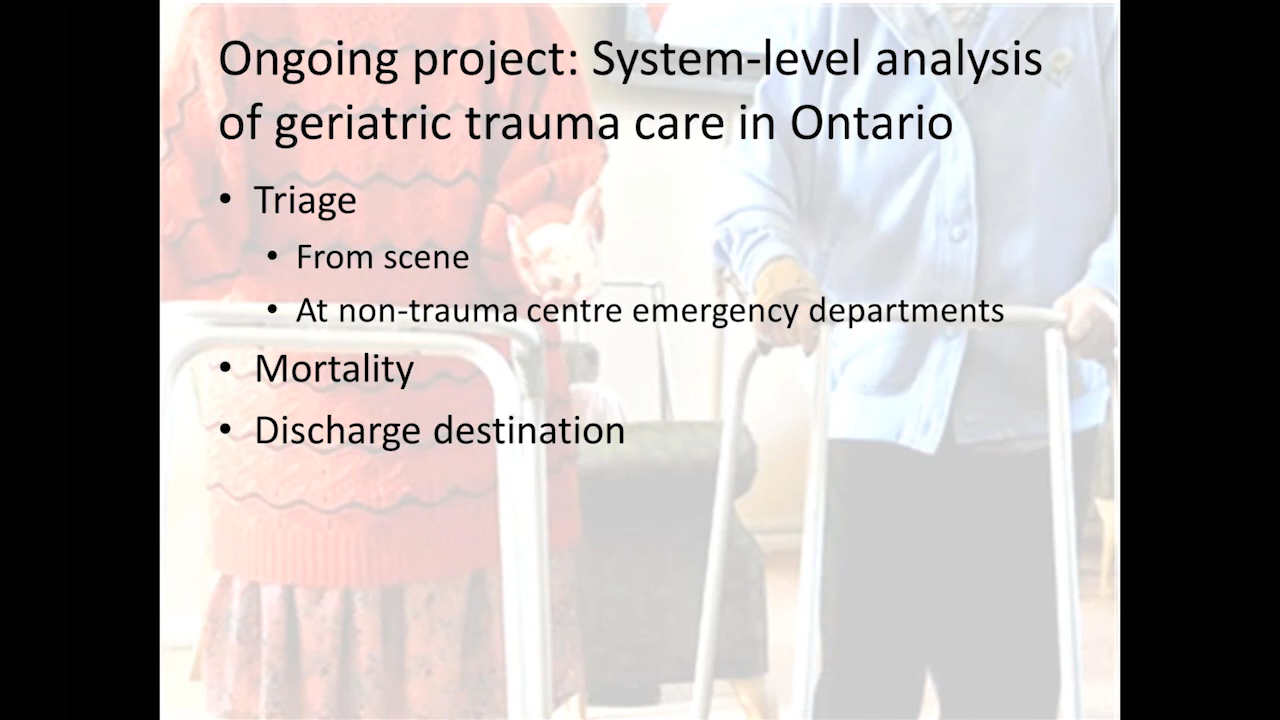 Ongoing project: System-level analysis
of geriatric trauma care in Ontario
• Triage
• From scene
• At non-trauma centre emergency departments
• Mortality
• Discharge destination